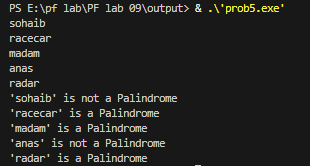 PS E:\pf lab\PF lab 09\output> & .\'prob5.exe'
sohaib
racecar
madam
anas
radar
'sohaib' is not a Palindrome
'racecar' is a Palindrome
'madam' is a Palindrome
'anas' is not a Palindrome
'radar' is a Palindrome